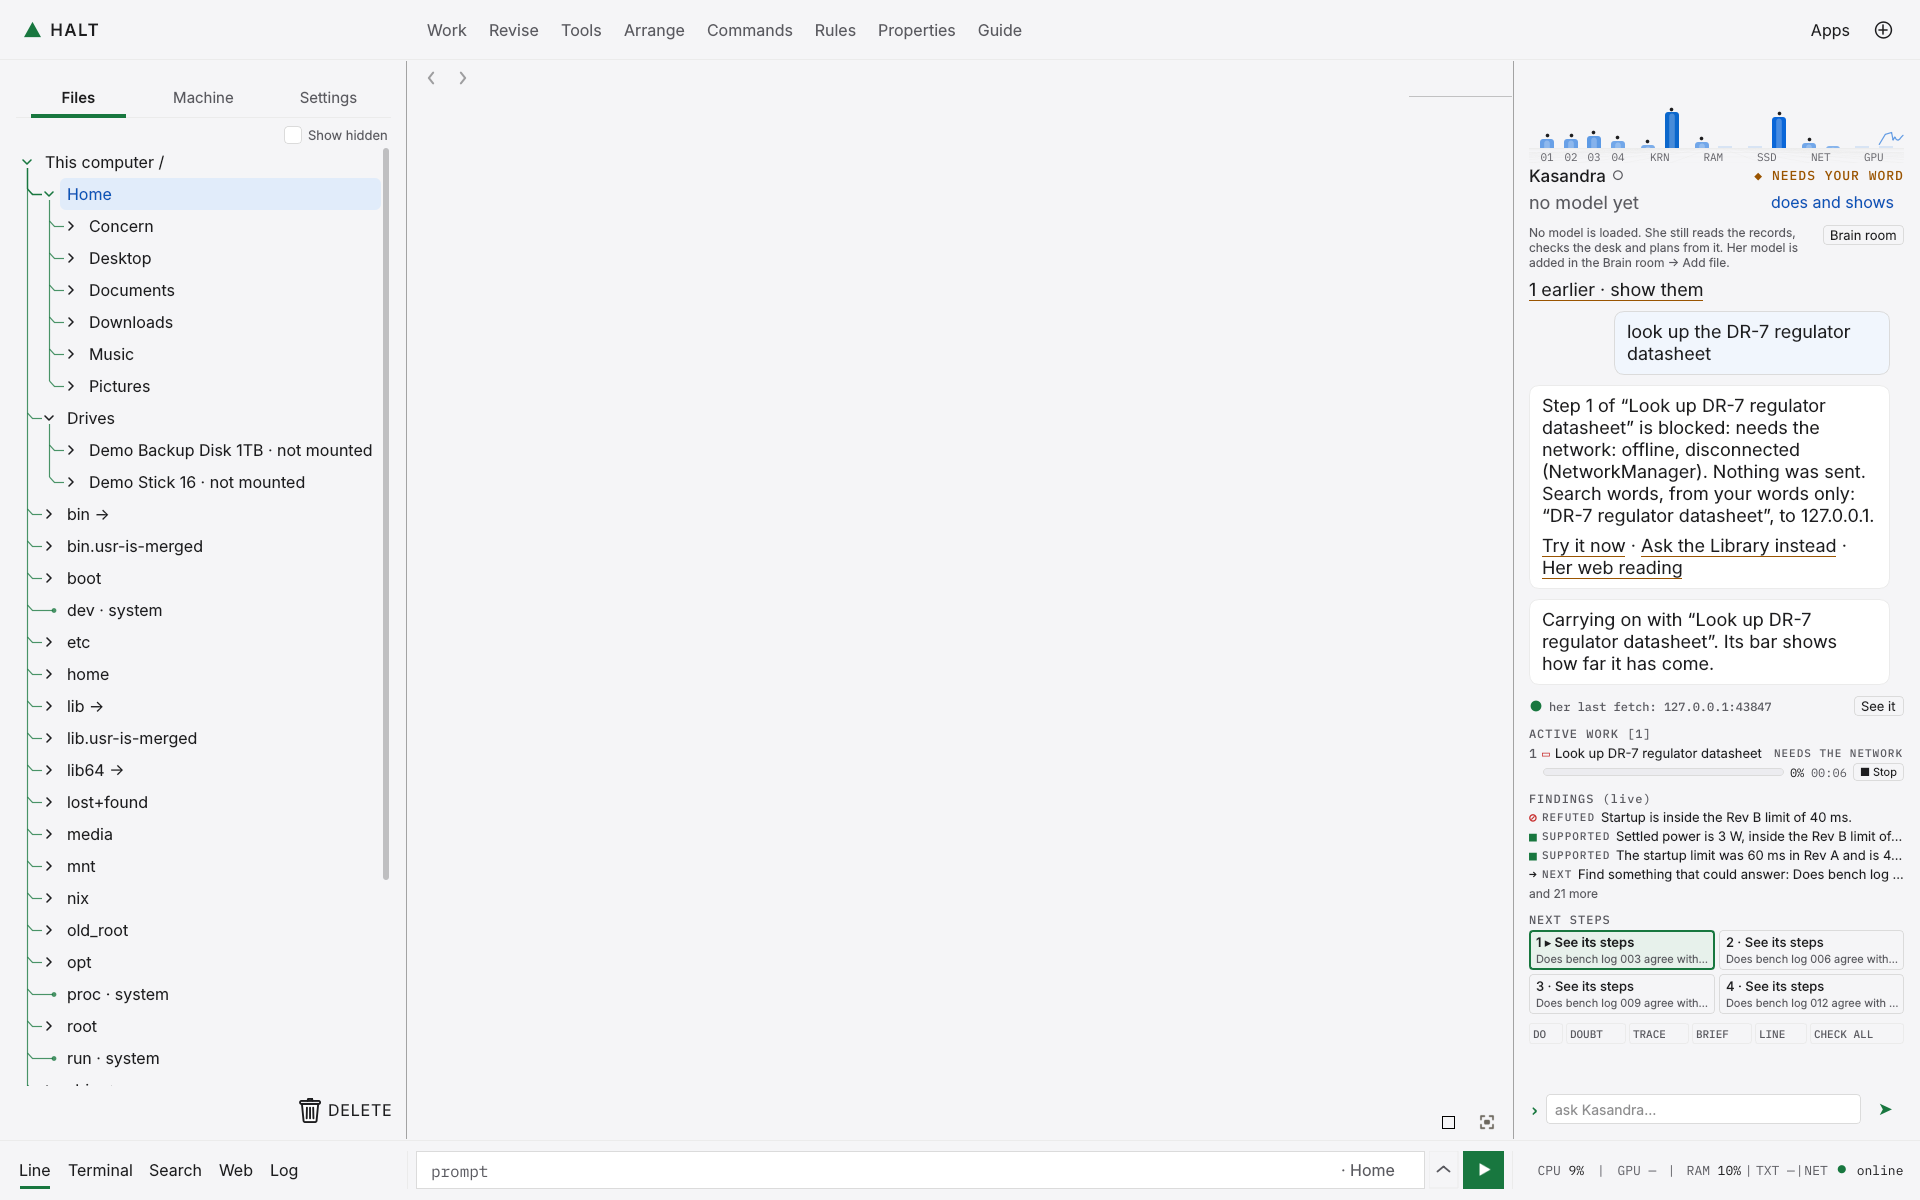 HALT
Work Revise Tools Arrange Commands Rules Properties Guide
Apps
Files Machine Settings
Show hidden
This computer /
Home
Concern
Desktop
Documents
Downloads
Music
Pictures
Drives
Demo Backup Disk 1TB · not mounted
Demo Stick 16 · not mounted
bin →
bin.usr-is-merged
boot
dev · system
etc
home
lib →
lib.usr-is-merged
lib64 →
lost+found
media
mnt
nix
old_root
opt
proc · system
root
run · system
DELETE
01 02 03 04 KRN RAM SSD NET GPU
Kasandra
◆ NEEDS YOUR WORD
no model yet
does and shows
No model is loaded. She still reads the records,
checks the desk and plans from it. Her model is
added in the Brain room → Add file.
Brain room
1 earlier · show them
look up the DR-7 regulator
datasheet
Step 1 of “Look up DR-7 regulator
datasheet” is blocked: needs the
network: offline, disconnected
(NetworkManager). Nothing was sent.
Search words, from your words only:
“DR-7 regulator datasheet”, to 127.0.0.1.
Try it now · Ask the Library instead ·
Her web reading
Carrying on with “Look up DR-7
regulator datasheet”. Its bar shows
how far it has come.
her last fetch: 127.0.0.1:43847
See it
ACTIVE WORK [1]
1 Look up DR-7 regulator datasheet NEEDS THE NETWORK
0% 00:06 Stop
FINDINGS (live)
REFUTED Startup is inside the Rev B limit of 40 ms.
SUPPORTED Settled power is 3 W, inside the Rev B limit of...
SUPPORTED The startup limit was 60 ms in Rev A and is 4...
→ NEXT Find something that could answer: Does bench log ...
and 21 more
NEXT STEPS
1 ▸ See its steps
Does bench log 003 agree with...
2 · See its steps
Does bench log 006 agree with...
3 · See its steps
Does bench log 009 agree with...
4 · See its steps
Does bench log 012 agree with ...
DO DOUBT TRACE BRIEF LINE CHECK ALL
ask Kasandra...
Line Terminal Search Web Log
prompt
· Home
CPU 9% | GPU — | RAM 10% | TXT —|NET online